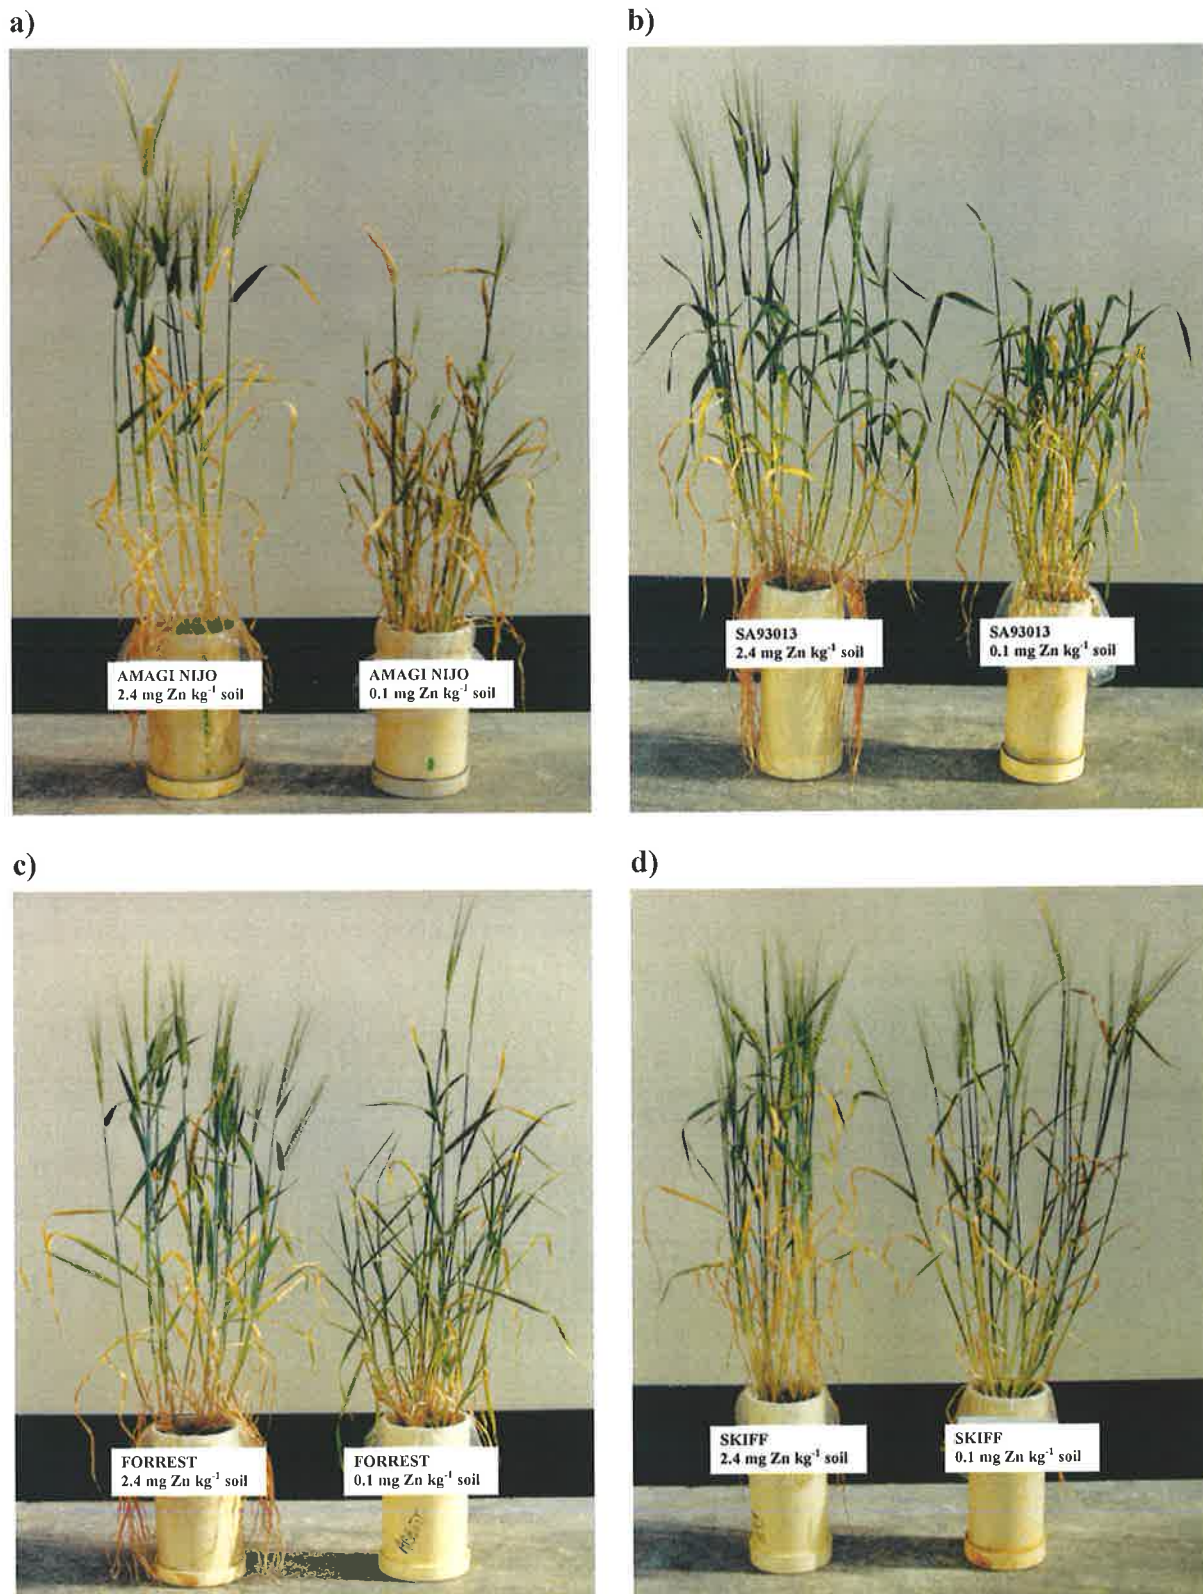 a)
b)
AMAGI NIJO
2.4 mg Zn kg⁻¹ soil
AMAGI NIJO
0.1 mg Zn kg⁻¹ soil
SA93013
2.4 mg Zn kg⁻¹ soil
SA93013
0.1 mg Zn kg⁻¹ soil
c)
d)
FORREST
2.4 mg Zn kg⁻¹ soil
FORREST
0.1 mg Zn kg⁻¹ soil
SKIFF
2.4 mg Zn kg⁻¹ soil
SKIFF
0.1 mg Zn kg⁻¹ soil